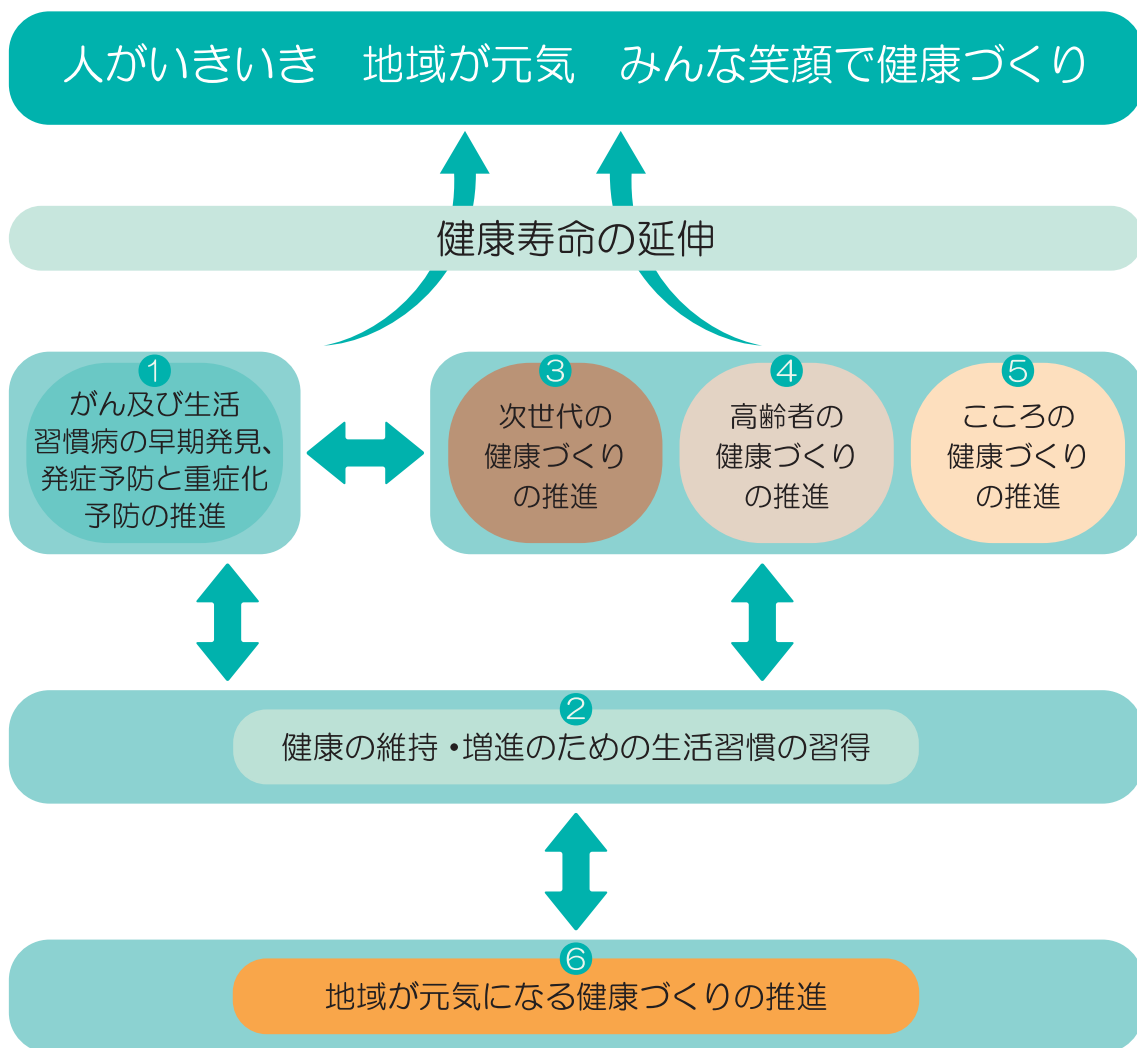 人がいきいき　地域が元気　みんな笑顔で健康づくり
健康寿命の延伸
1
がん及び生活
習慣病の早期発見、
発症予防と重症化
予防の推進
3
次世代の
健康づくり
の推進
4
高齢者の
健康づくり
の推進
5
こころの
健康づくり
の推進
2
健康の維持・増進のための生活習慣の習得
6
地域が元気になる健康づくりの推進